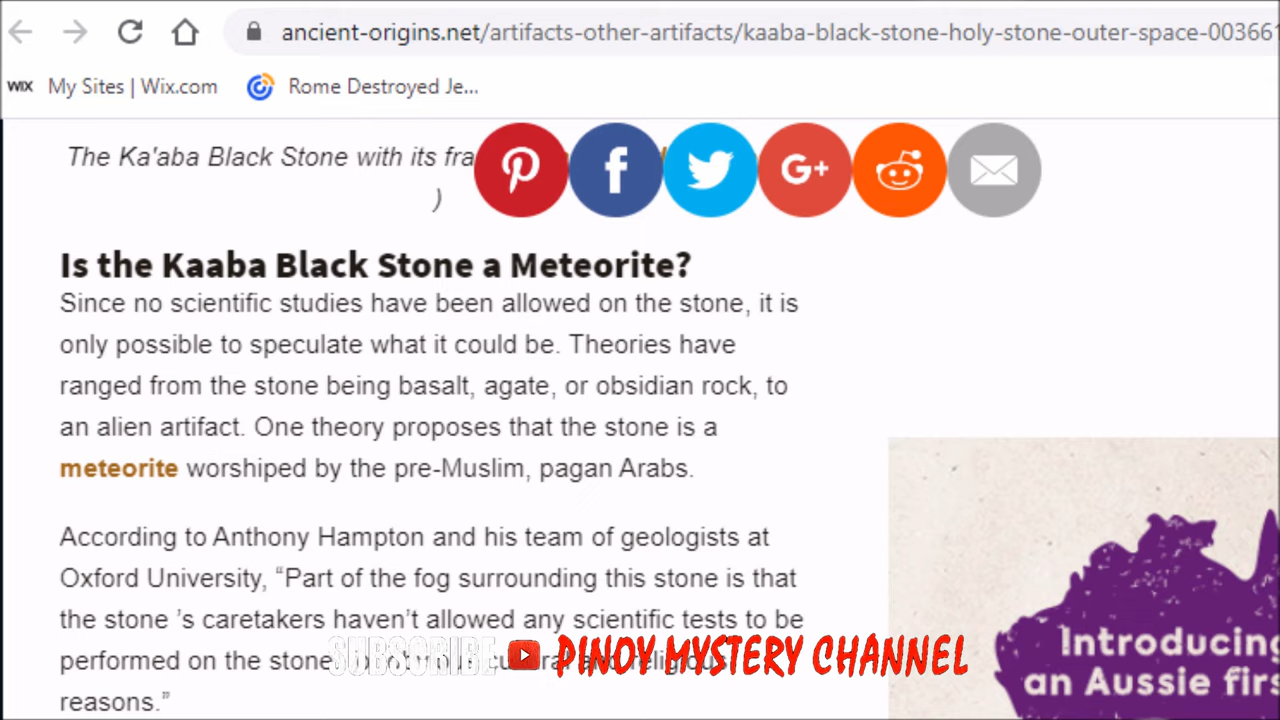 ancient-origins.net/artifacts-other-artifacts/kaaba-black-stone-holy-stone-outer-space-003661
WIX My Sites | Wix.com Rome Destroyed Je...
The Ka'aba Black Stone with its fra
)
Is the Kaaba Black Stone a Meteorite?
Since no scientific studies have been allowed on the stone, it is
only possible to speculate what it could be. Theories have
ranged from the stone being basalt, agate, or obsidian rock, to
an alien artifact. One theory proposes that the stone is a
meteorite worshiped by the pre-Muslim, pagan Arabs.
According to Anthony Hampton and his team of geologists at
Oxford University, “Part of the fog surrounding this stone is that
the stone ’s caretakers haven’t allowed any scientific tests to be
performed on the stone
reasons.”
SUBSCRIBE PINOY MYSTERY CHANNEL
Introducing
an Aussie firs